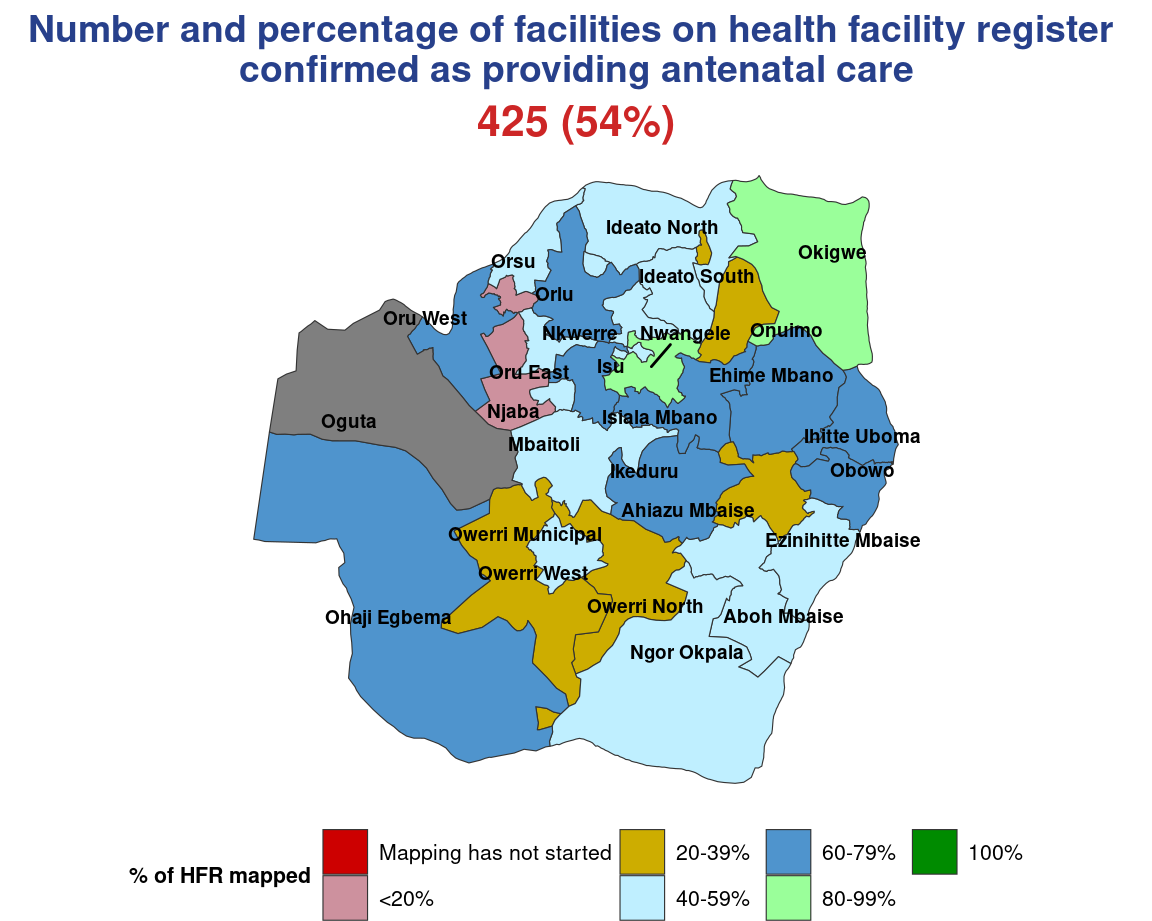 Number and percentage of facilities on health facility register
confirmed as providing antenatal care
425 (54%)
Ideato North
Okigwe
Orsu
Ideato South
Orlu
Oru West
Nkwerre
Nwangele
Onuimo
Isu
Oru East
Ehime Mbano
Njaba
Isiala Mbano
Oguta
Mbaitoli
Ihitte Uboma
Ikeduru
Obowo
Ahiazu Mbaise
Owerri Municipal
Ezinihitte Mbaise
Owerri West
Owerri North
Ohaji Egbema
Aboh Mbaise
Ngor Okpala
% of HFR mapped
Mapping has not started
<20%
20-39%
40-59%
60-79%
80-99%
100%